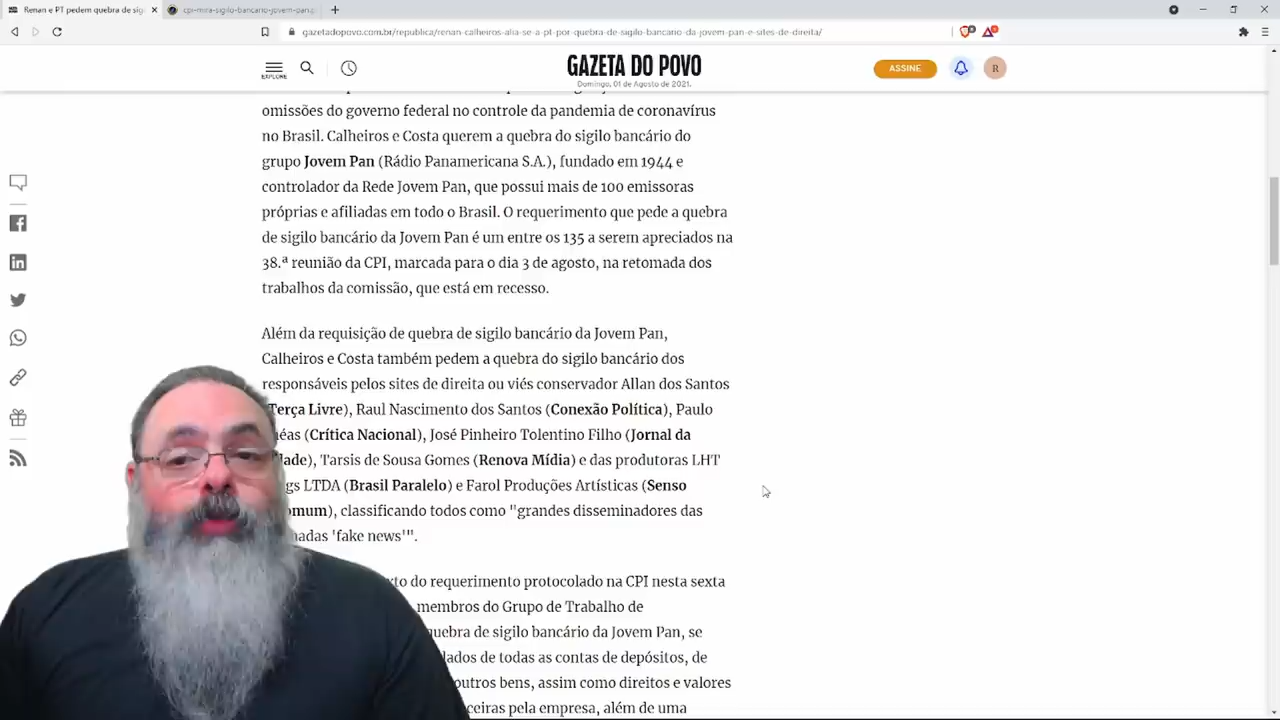 Renan e PT pedem quebra de sig
cpi-mira-sigilo-bancario-jovem-pan
gazetadopovo.com.br/republica/renan-calheiros-alia-se-a-pt-por-quebra-de-sigilo-bancario-da-jovem-pan-e-sites-de-direita/
EXPLORE
GAZETA DO POVO
Domingo, 01 de Agosto de 2021.
ASSINE
R
omissões do governo federal no controle da pandemia de coronavírus
no Brasil. Calheiros e Costa querem a quebra do sigilo bancário do
grupo Jovem Pan (Rádio Panamericana S.A.), fundado em 1944 e
controlador da Rede Jovem Pan, que possui mais de 100 emissoras
próprias e afiliadas em todo o Brasil. O requerimento que pede a quebra
de sigilo bancário da Jovem Pan é um entre os 135 a serem apreciados na
38.ª reunião da CPI, marcada para o dia 3 de agosto, na retomada dos
trabalhos da comissão, que está em recesso.
Além da requisição de quebra de sigilo bancário da Jovem Pan,
Calheiros e Costa também pedem a quebra do sigilo bancário dos
responsáveis pelos sites de direita ou viés conservador Allan dos Santos
Terça Livre), Raul Nascimento dos Santos (Conexão Política), Paulo
néas (Crítica Nacional), José Pinheiro Tolentino Filho (Jornal da
dade), Tarsis de Sousa Gomes (Renova Mídia) e das produtoras LHT
gs LTDA (Brasil Paralelo) e Farol Produções Artísticas (Senso
omum), classificando todos como "grandes disseminadores das
nadas 'fake news'".
xto do requerimento protocolado na CPI nesta sexta
membros do Grupo de Trabalho de
quebra de sigilo bancário da Jovem Pan, se
lados de todas as contas de depósitos, de
outros bens, assim como direitos e valores
ceiras pela empresa, além de uma